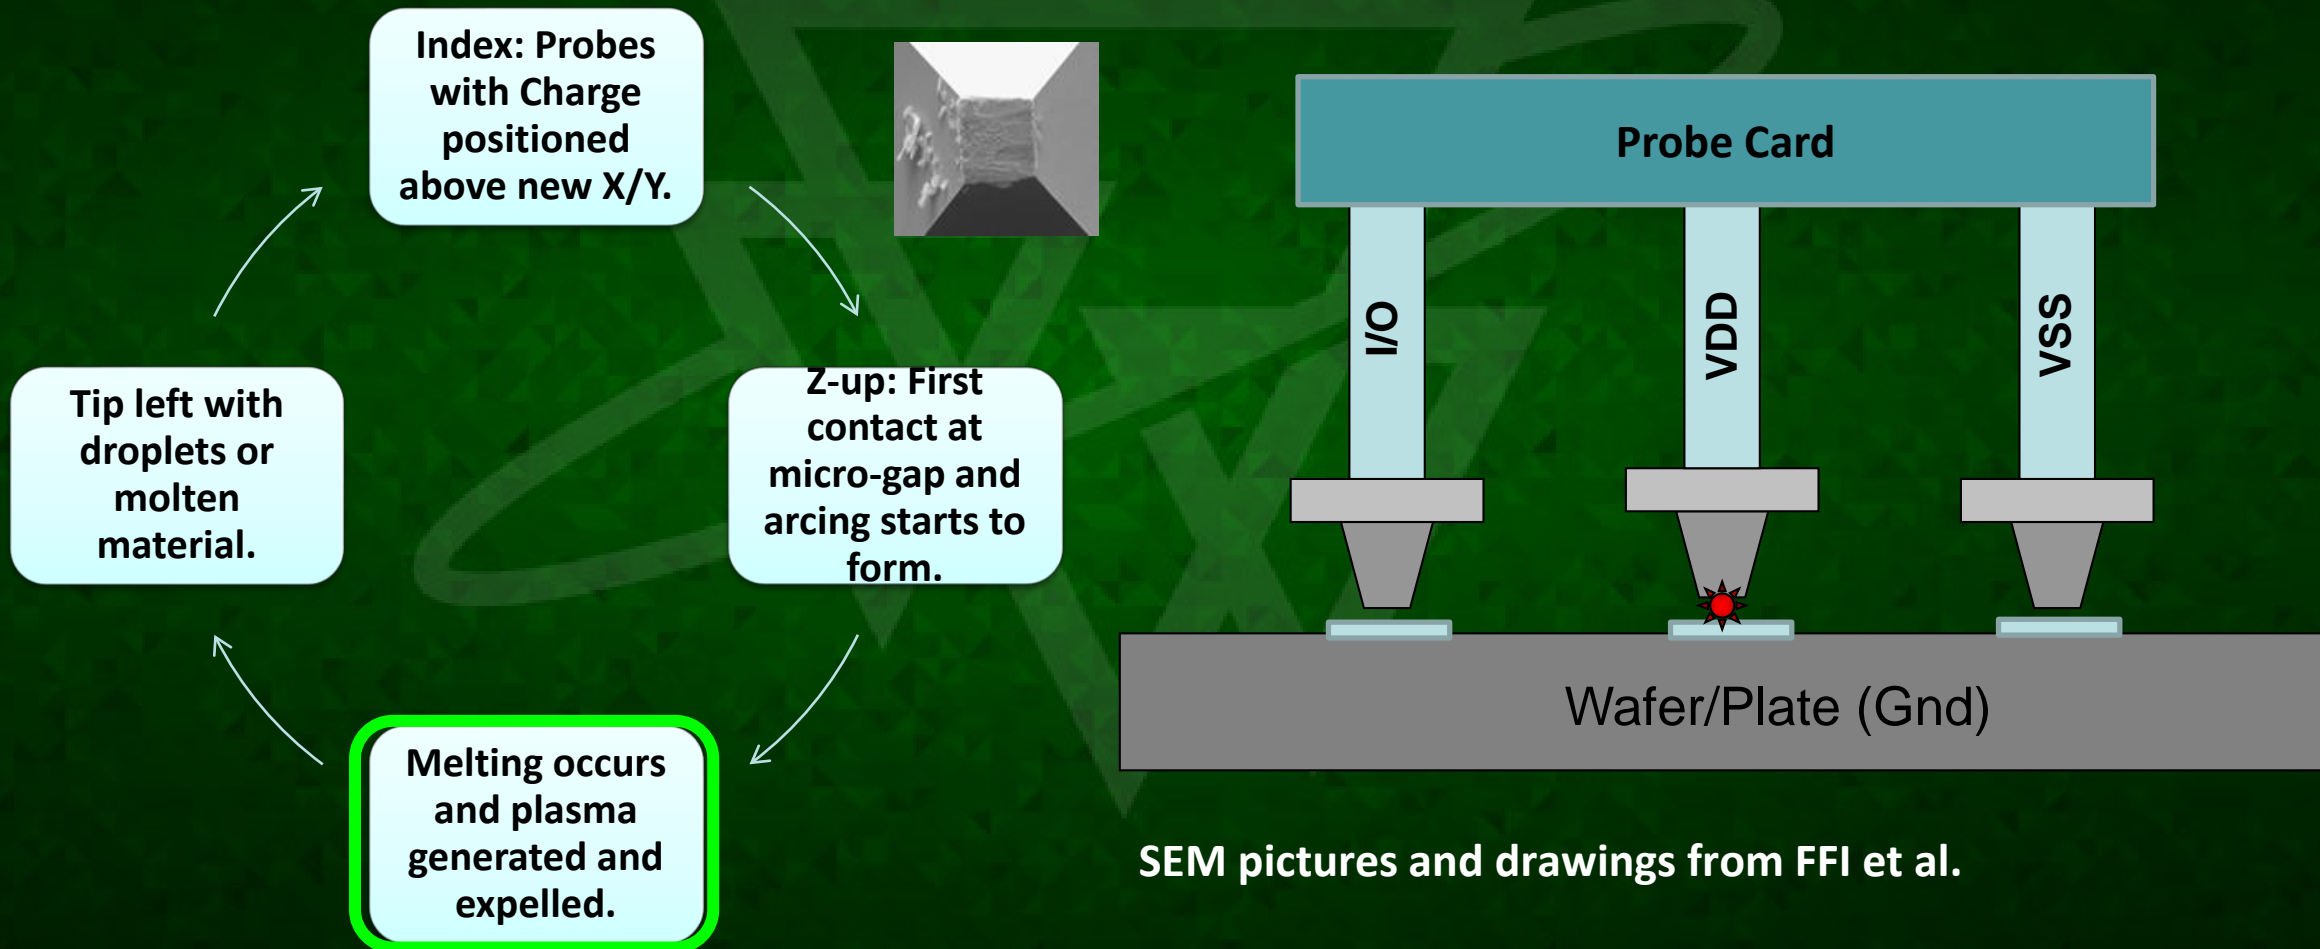 Index: Probes
with Charge
positioned
above new X/Y.
Z-up: First
contact at
micro-gap and
arcing starts to
form.
Melting occurs
and plasma
generated and
expelled.
Tip left with
droplets or
molten
material.
Probe Card
I/O
VDD
VSS
Wafer/Plate (Gnd)
SEM pictures and drawings from FFI et al.